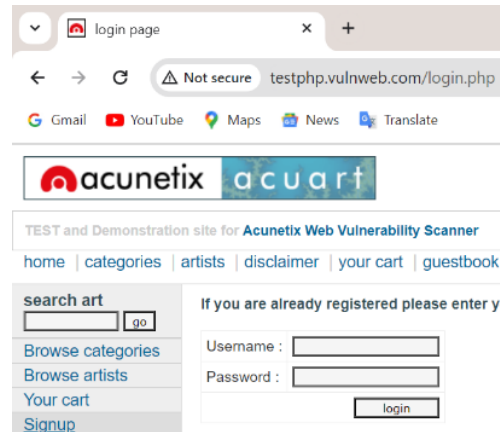 login page
Not secure testphp.vulnweb.com/login.php
Gmail YouTube Maps News Translate
acunetix acuart
TEST and Demonstration site for Acunetix Web Vulnerability Scanner
home | categories | artists | disclaimer | your cart | guestbook
search art
go
Browse categories
Browse artists
Your cart
Signup
If you are already registered please enter y
Username :
Password :
login